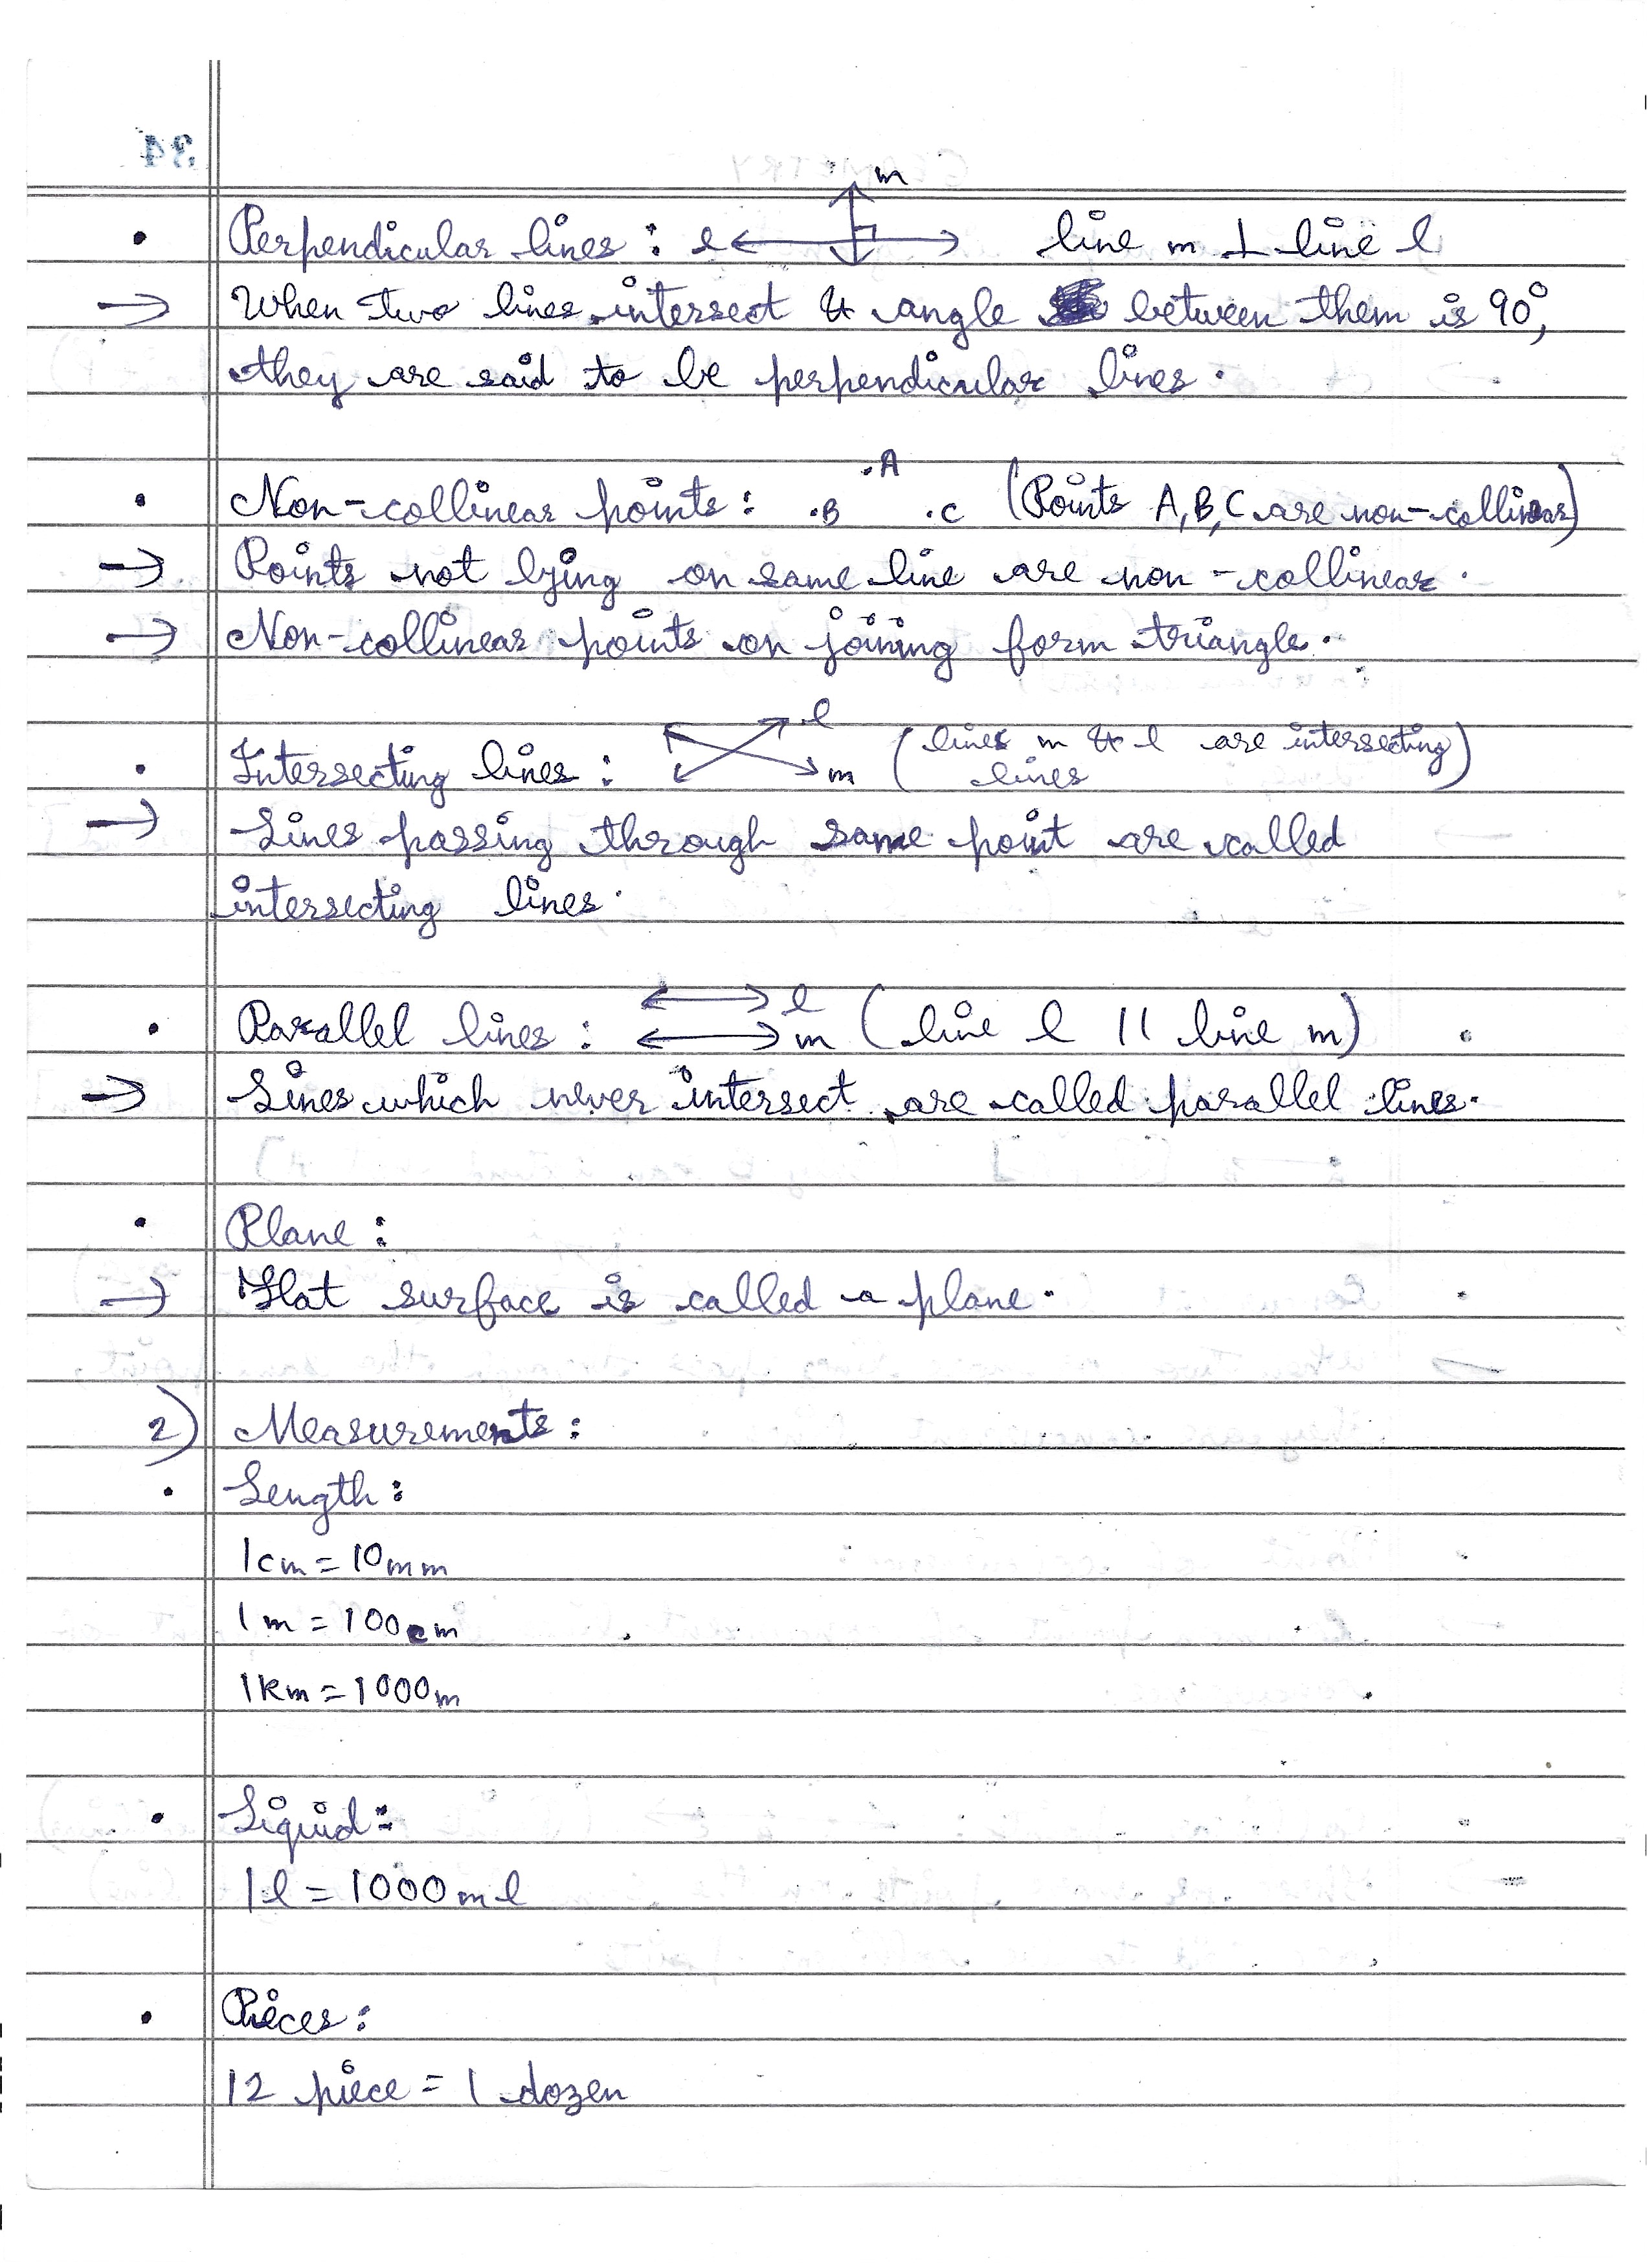 m
• Perpendicular lines : l line m ⊥ line l
→ When two lines intersect & angle between them is 90°,
they are said to be perpendicular lines.
.A
• Non-collinear points : .B .C (Points A, B, C are non-collinear)
→ Points not lying on same line are non-collinear.
→ Non-collinear points on joining form triangle.
l
• Intersecting lines : m (lines m & l are intersecting
lines)
→ Lines passing through same point are called
intersecting lines.
l
• Parallel lines : m (line l || line m)
→ Lines which never intersect are called parallel lines.
• Plane :
→ Flat surface is called a plane.
2) Measurements :
• Length :
1cm = 10mm
1m = 100cm
1km = 1000m
• Liquid :
1l = 1000ml
• Pieces :
12 piece = 1 dozen